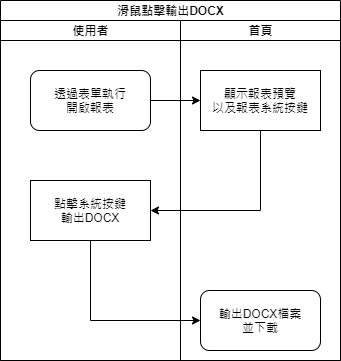 滑鼠點擊輸出DOCX
使用者
首頁
透過表單執行
開啟報表
顯示報表預覽
以及報表系統按鍵
點擊系統按鍵
輸出DOCX
輸出DOCX檔案
並下載